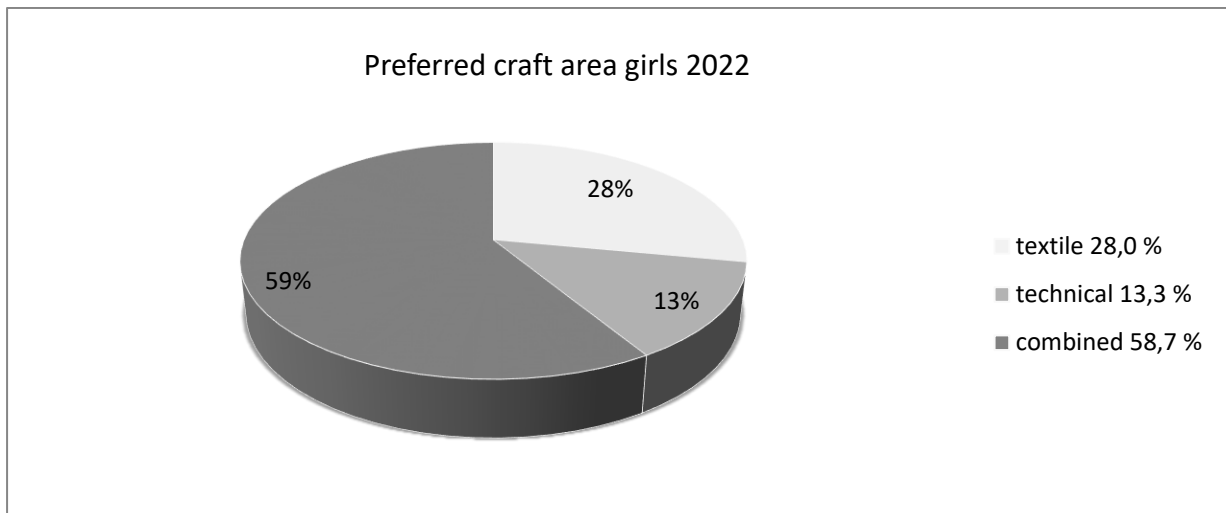 Preferred craft area girls 2022
28%
textile 28,0 %
59%
13%
technical 13,3 %
combined 58,7 %